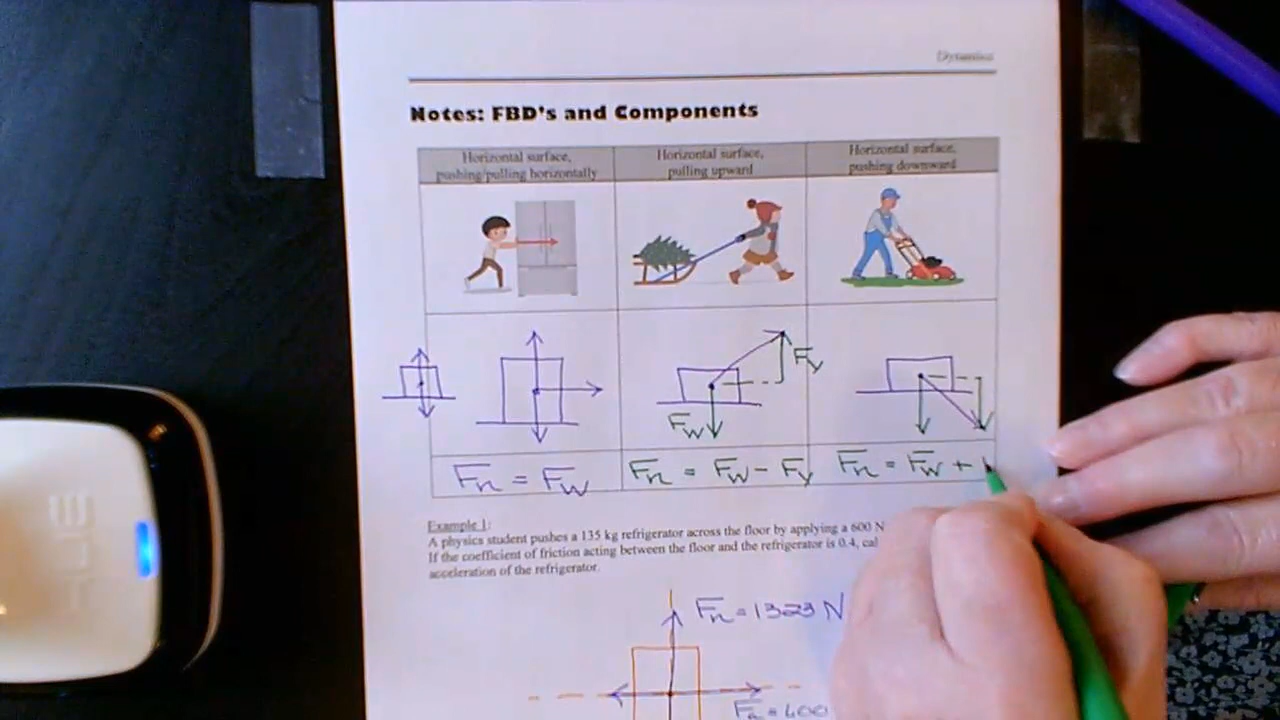 Dynamics
Notes: FBD's and Components
Horizontal surface,
pushing/pulling horizontally
Horizontal surface,
pulling upward
Horizontal surface,
pushing downward
Fy
Fw
Fn = Fw
Fn = Fw - Fy
Fn = Fw +
Example 1:
A physics student pushes a 135 kg refrigerator across the floor by applying a 600 N
If the coefficient of friction acting between the floor and the refrigerator is 0.4, cal
acceleration of the refrigerator.
Fn = 1323 N
= 600
HUE